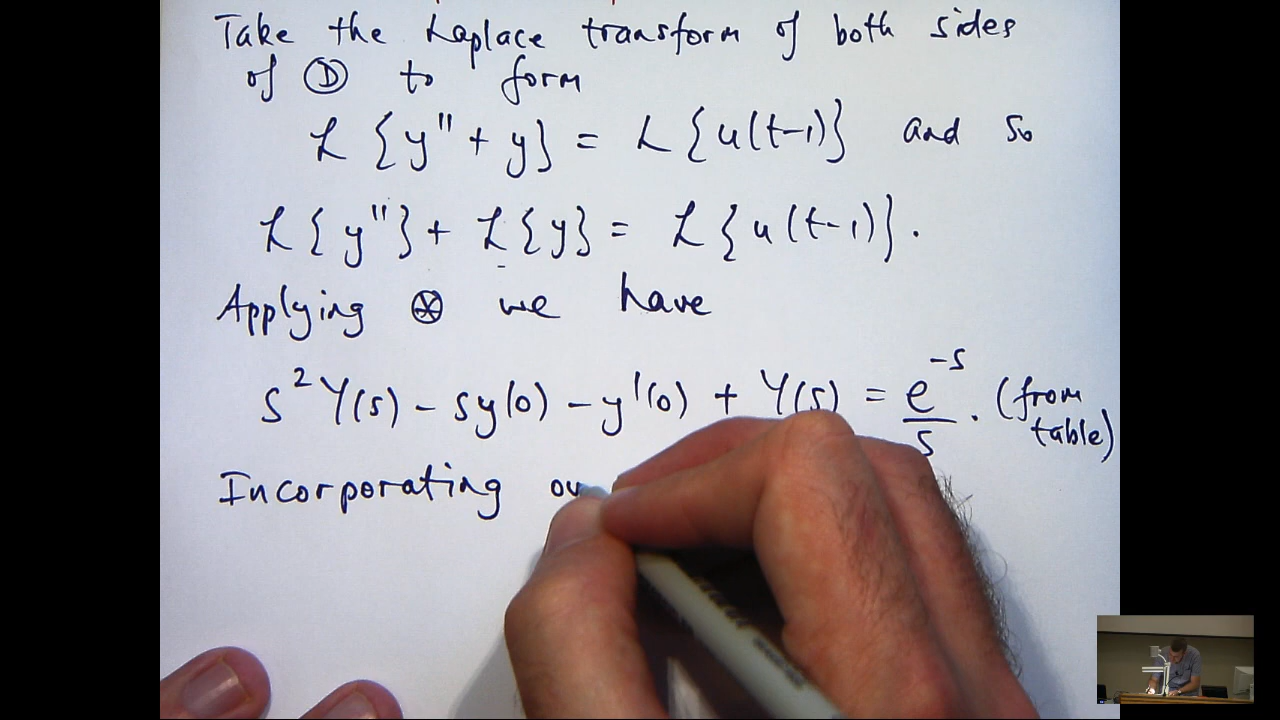 Take the Laplace transform of both sides
of ① to form
ℒ{y'' + y} = ℒ{u(t-1)} and so
ℒ{y''} + ℒ{y} = ℒ{u(t-1)}.
Applying ⊛ we have
s²Y(s) - sy(0) - y'(0) + Y(s) = e^{-s}/s. (from table)
Incorporating